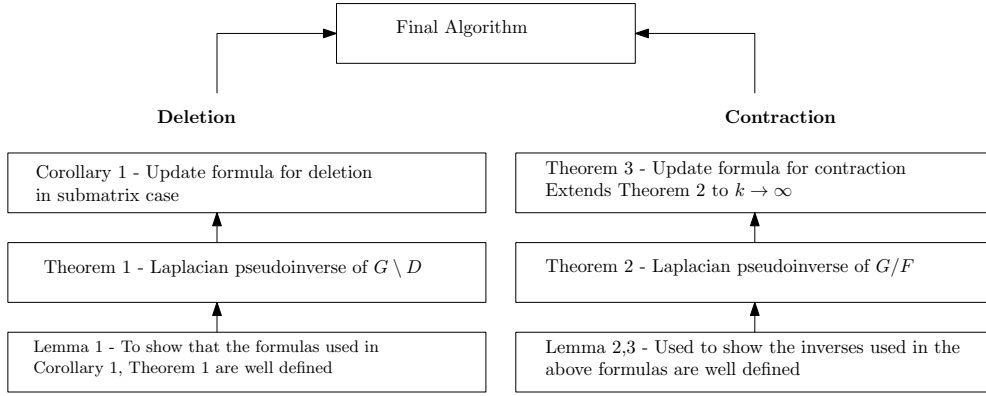 Final Algorithm
Deletion
Contraction
Corollary 1 - Update formula for deletion
in submatrix case
Theorem 3 - Update formula for contraction
Extends Theorem 2 to k → ∞
Theorem 1 - Laplacian pseudoinverse of G \ D
Theorem 2 - Laplacian pseudoinverse of G/F
Lemma 1 - To show that the formulas used in
Corollary 1, Theorem 1 are well defined
Lemma 2,3 - Used to show the inverses used in the
above formulas are well defined